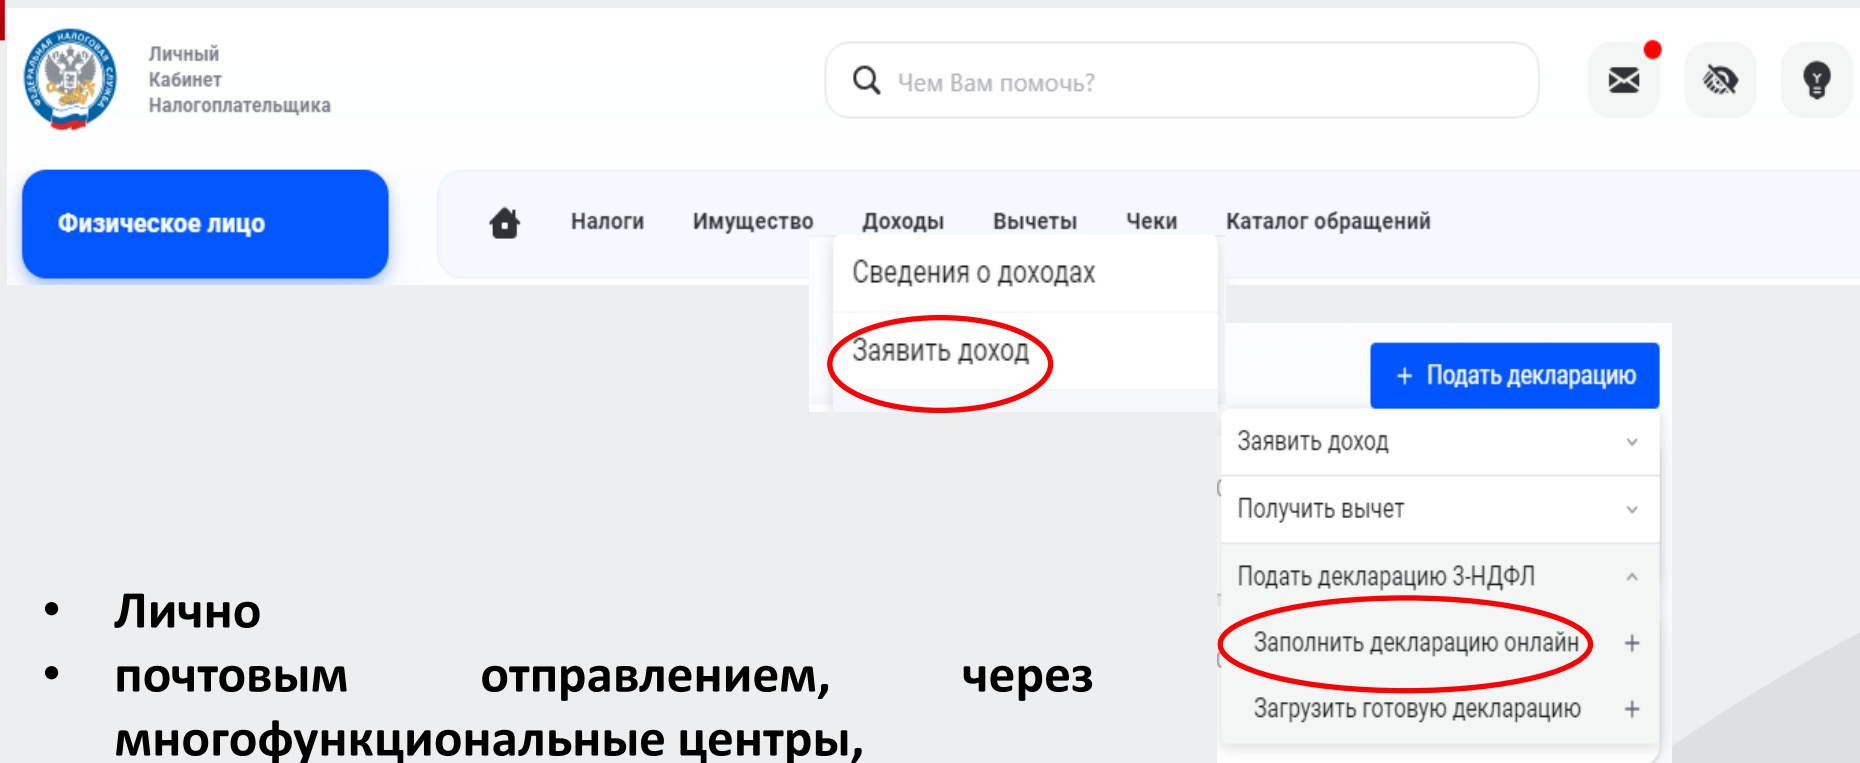 Личный
Кабинет
Налогоплательщика
Чем Вам помочь?
Физическое лицо
Налоги Имущество Доходы Вычеты Чеки Каталог обращений
Сведения о доходах
Заявить доход
+ Подать декларацию
Заявить доход
Получить вычет
Подать декларацию 3-НДФЛ
Заполнить декларацию онлайн +
Загрузить готовую декларацию +
• Лично
• почтовым отправлением, через
многофункциональные центры,